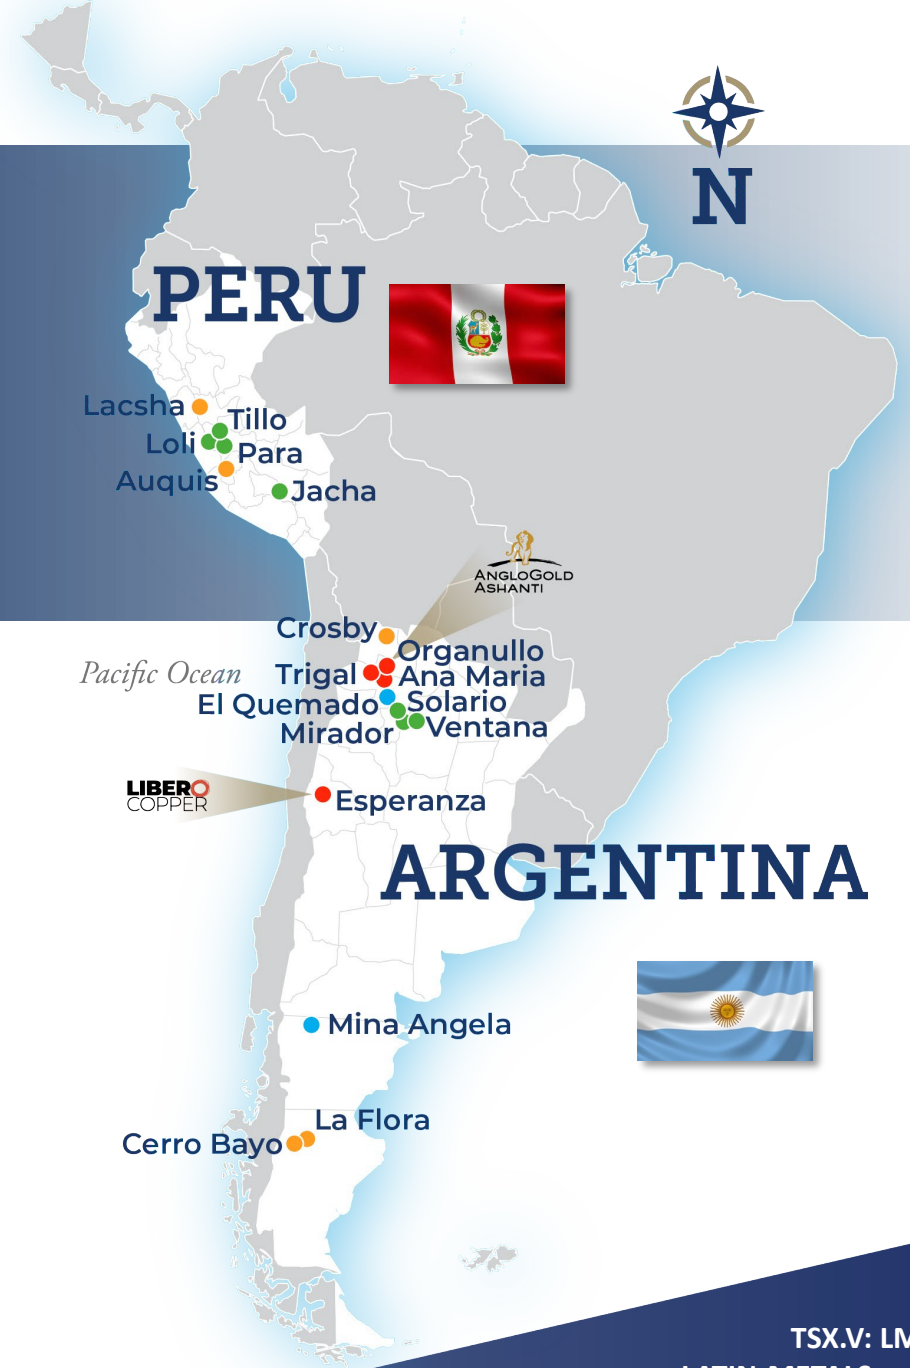 N
PERU
Lacsha
Tillo
Loli
Para
Auquis
Jacha
ANGLOGOLD
ASHANTI
Crosby
Organullo
Pacific Ocean
Trigal
Ana Maria
El Quemado
Solario
Mirador
Ventana
LIBERO
COPPER
Esperanza
ARGENTINA
Mina Angela
La Flora
Cerro Bayo
TSX.V: LM